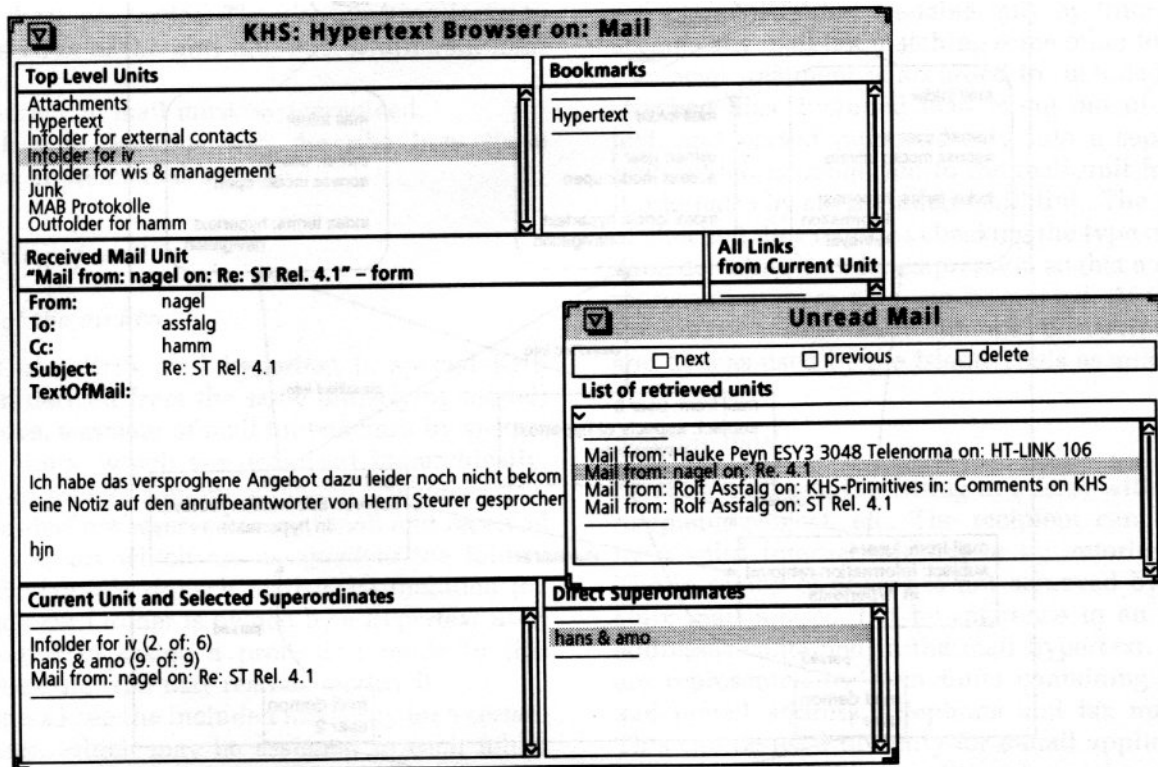 KHS: Hypertext Browser on: Mail
Top Level Units
Attachments
Hypertext
Infolder for external contacts
Infolder for iv
Infolder for wis & management
Junk
MAB Protokolle
Outfolder for hamm
Bookmarks
Hypertext
Received Mail Unit
"Mail from: nagel on: Re: ST Rel. 4.1" – form
All Links
from Current Unit
From: nagel
To: assfalg
Cc: hamm
Subject: Re: ST Rel. 4.1
TextOfMail:
Ich habe das versproghene Angebot dazu leider noch nicht bekom
eine Notiz auf den anrufbeantworter von Herrn Steurer gesprochen
hjn
Unread Mail
next previous delete
List of retrieved units
Mail from: Hauke Peyn ESY3 3048 Telenorma on: HT-LINK 106
Mail from: nagel on: Re. 4.1
Mail from: Rolf Assfalg on: KHS-Primitives in: Comments on KHS
Mail from: Rolf Assfalg on: ST Rel. 4.1
Current Unit and Selected Superordinates
Infolder for iv (2. of: 6)
hans & amo (9. of: 9)
Mail from: nagel on: Re: ST Rel. 4.1
Direct Superordinates
hans & amo